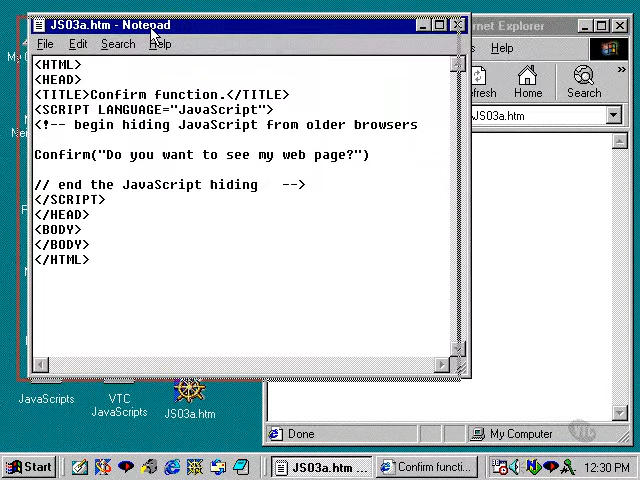 JS03a.htm - Notepad
File Edit Search Help
<HTML>
<HEAD>
<TITLE>Confirm function.</TITLE>
<SCRIPT LANGUAGE="JavaScript">
<!-- begin hiding JavaScript from older browsers
Confirm("Do you want to see my web page?")
// end the JavaScript hiding -->
</SCRIPT>
</HEAD>
<BODY>
</BODY>
</HTML>
rnet Explorer
Help
efresh Home Search
JS03a.htm
JavaScripts
VTC JavaScripts
JS03a.htm
Done
My Computer
VTC
Start
JS03a.htm ...
Confirm functi...
12:30 PM